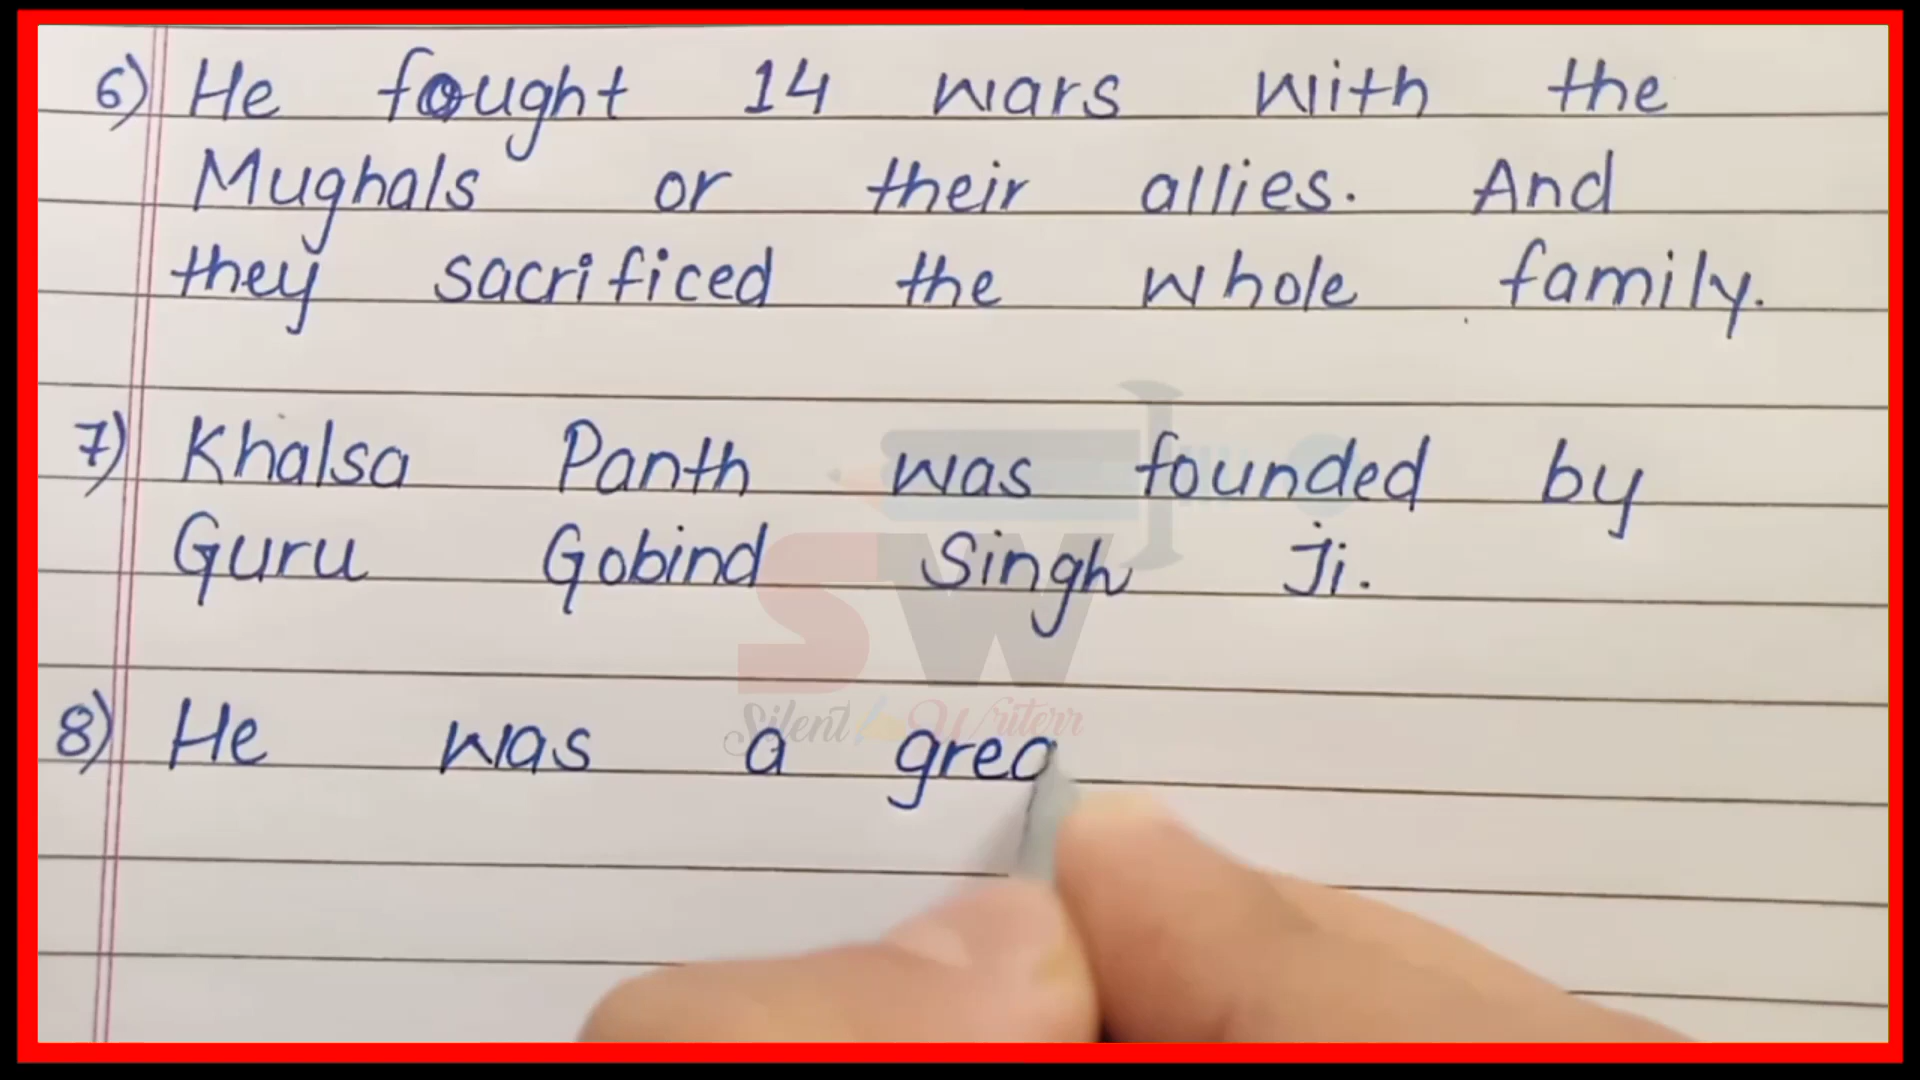 6) He fought 14 wars with the
Mughals or their allies. And
they sacrificed the whole family.
7) Khalsa Panth was founded by
Guru Gobind Singh Ji.
SW
Silent Writerr
8) He was a grea